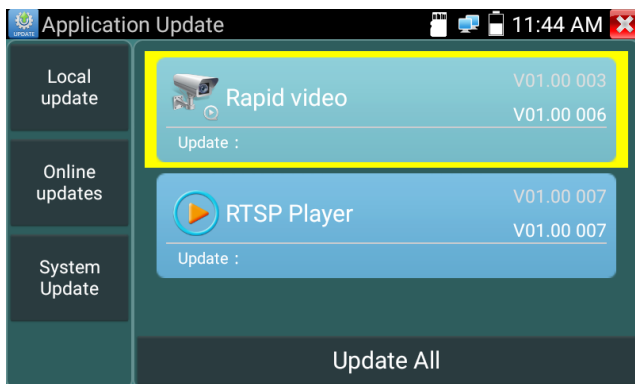 UPDATE
Application Update
11:44 AM
Local
update
Online
updates
System
Update
Rapid video
V01.00 003
V01.00 006
Update :
RTSP Player
V01.00 007
V01.00 007
Update :
Update All